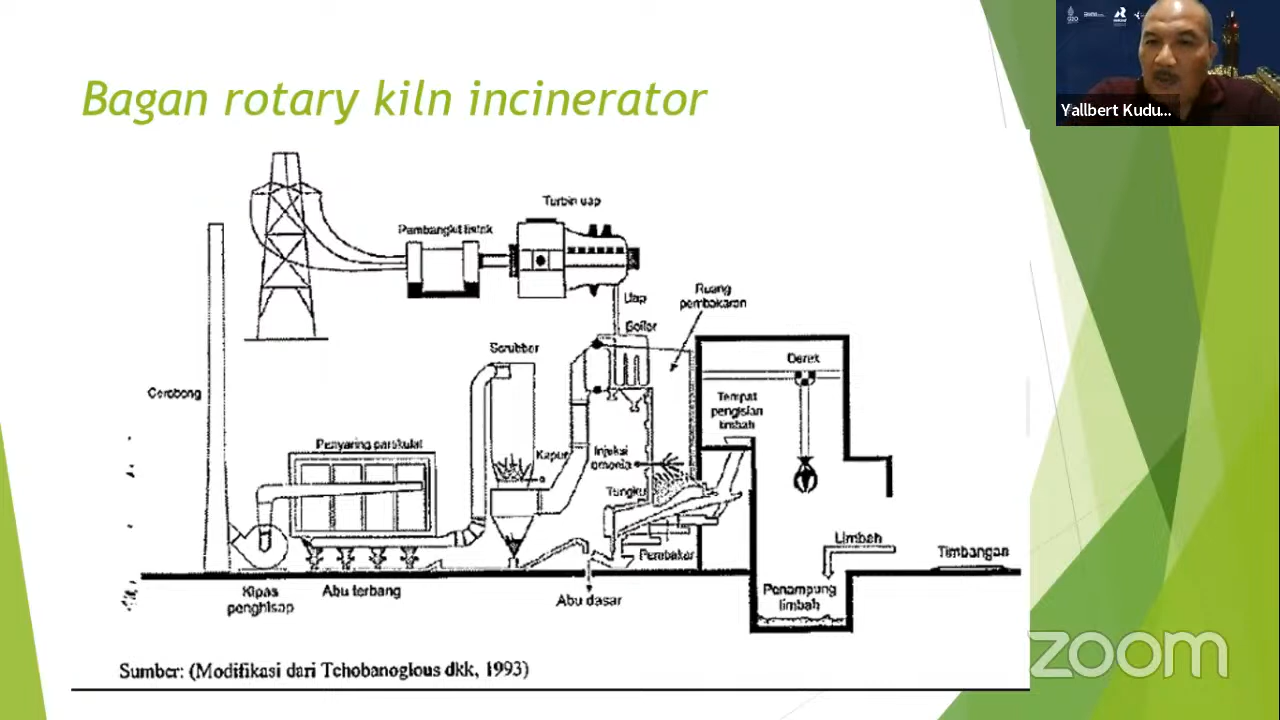 Bagan rotary kiln incinerator
Yallbert Kudu...
Turbin uap
Pembangkit listrik
Uap
Ruang
pembakaran
Boiler
Scrubber
Derek
Cerobong
Tempat
pengisian
limbah
Penyaring partikulat
Kapur
Injeksi
amonia
Tungku
Pembakar
Limbah
Timbangan
Kipas
penghisap
Abu terbang
Abu dasar
Penampung
limbah
Sumber: (Modifikasi dari Tchobanoglous dkk, 1993)
zoom